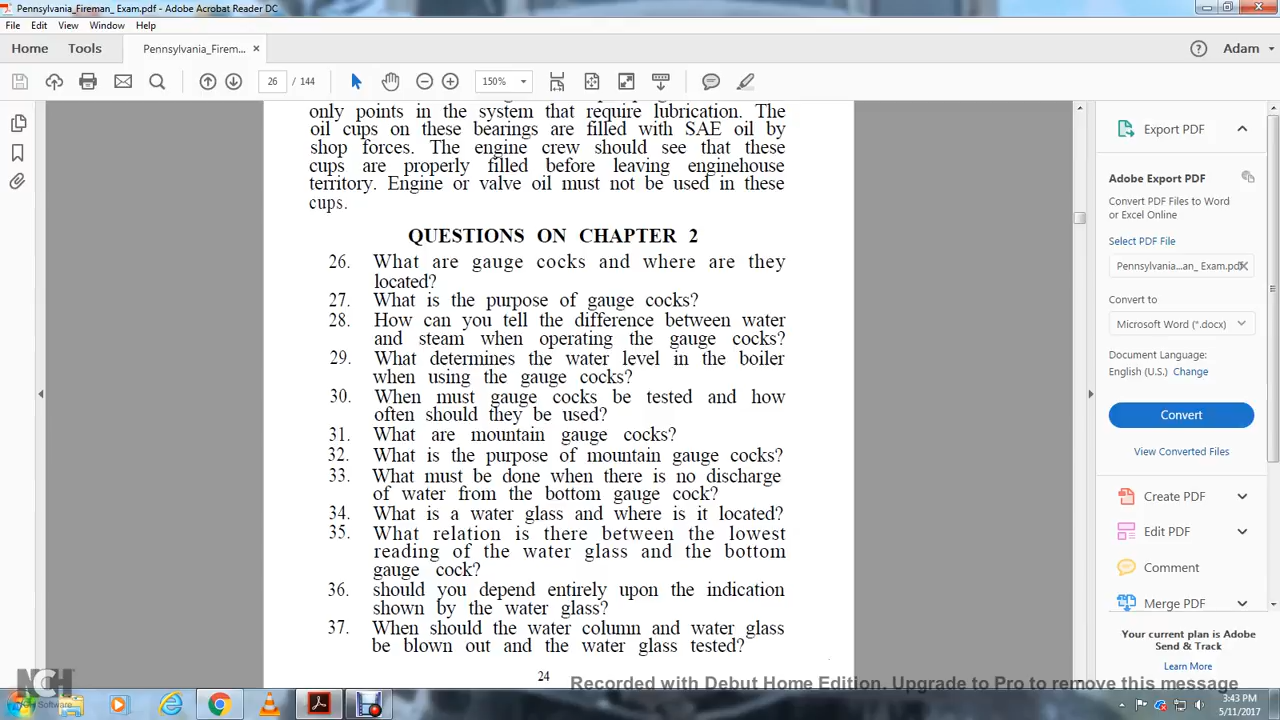 Pennsylvania_Fireman_ Exam.pdf - Adobe Acrobat Reader DC
File Edit View Window Help
Home Tools Pennsylvania_Firem... × Adam
26 / 144 150%
only points in the system that require lubrication. The
oil cups on these bearings are filled with SAE oil by
shop forces. The engine crew should see that these
cups are properly filled before leaving enginehouse
territory. Engine or valve oil must not be used in these
cups.
QUESTIONS ON CHAPTER 2
26. What are gauge cocks and where are they
located?
27. What is the purpose of gauge cocks?
28. How can you tell the difference between water
and steam when operating the gauge cocks?
29. What determines the water level in the boiler
when using the gauge cocks?
30. When must gauge cocks be tested and how
often should they be used?
31. What are mountain gauge cocks?
32. What is the purpose of mountain gauge cocks?
33. What must be done when there is no discharge
of water from the bottom gauge cock?
34. What is a water glass and where is it located?
35. What relation is there between the lowest
reading of the water glass and the bottom
gauge cock?
36. should you depend entirely upon the indication
shown by the water glass?
37. When should the water column and water glass
be blown out and the water glass tested?
24
Export PDF
Adobe Export PDF
Convert PDF Files to Word
or Excel Online
Select PDF File
Pennsylvania...an_ Exam.pdf
Convert to
Microsoft Word (*.docx)
Document Language:
English (U.S.) Change
Convert
View Converted Files
Create PDF
Edit PDF
Comment
Merge PDF
Your current plan is Adobe
Send & Track
Learn More
NCH
Software
Recorded with Debut Home Edition. Upgrade to Pro to remove this message
3:43 PM
5/11/2017